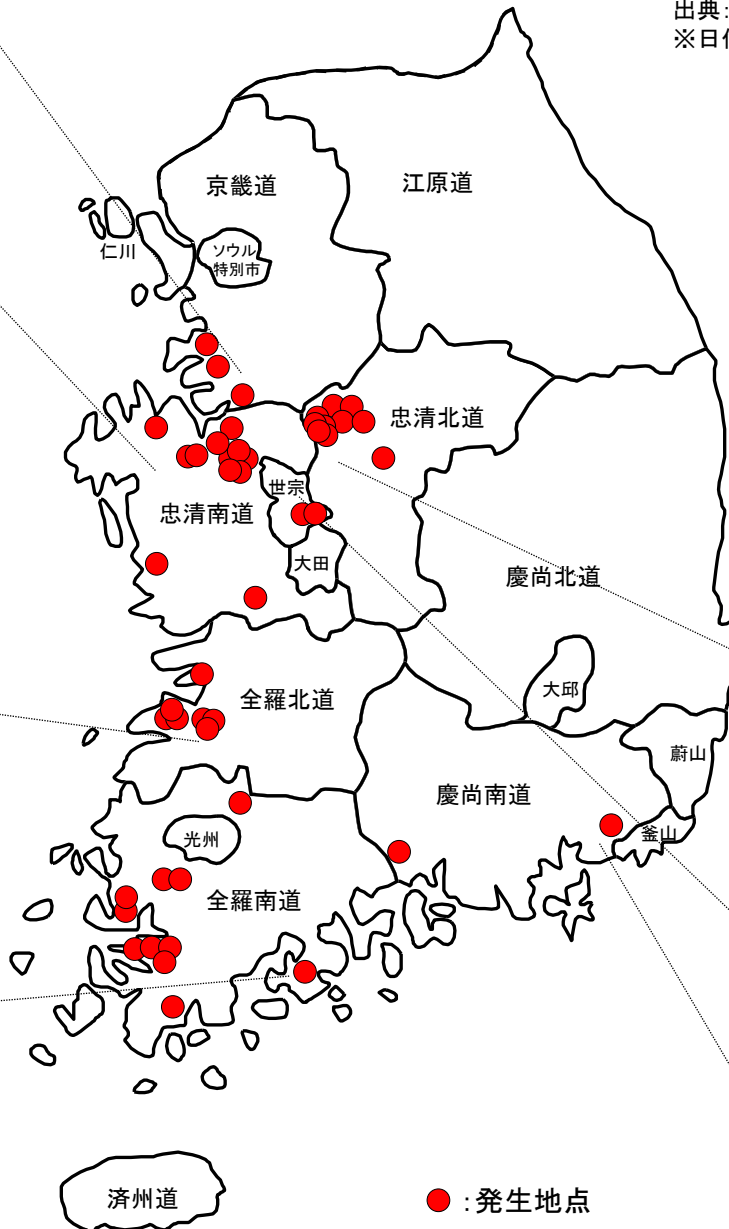 出典:
※日
京畿道
江原道
仁川
ソウル
特別市
忠清北道
世宗
忠清南道
大田
慶尚北道
大邱
全羅北道
蔚山
慶尚南道
釜山
光州
全羅南道
済州道
:発生地点